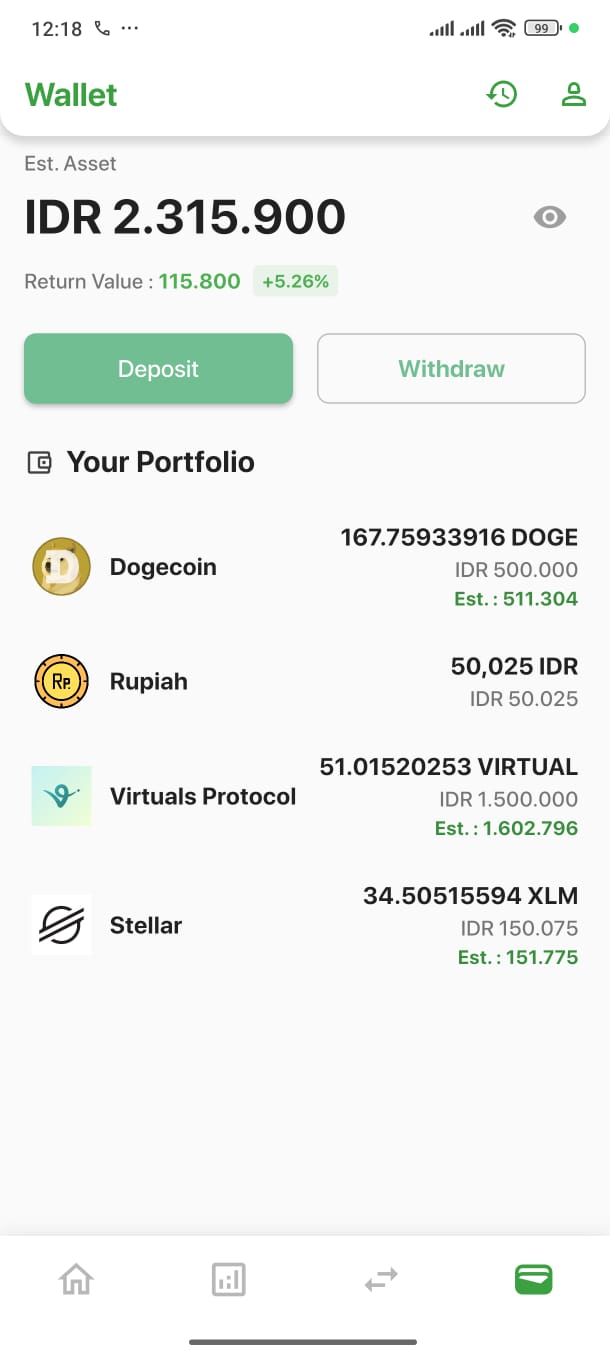 12:18
99
Wallet
Est. Asset
IDR 2.315.900
Return Value : 115.800 +5.26%
Deposit Withdraw
Your Portfolio
167.75933916 DOGE
Dogecoin
IDR 500.000
Est. : 511.304
50,025 IDR
Rp
Rupiah
IDR 50.025
51.01520253 VIRTUAL
Virtuals Protocol
IDR 1.500.000
Est. : 1.602.796
34.50515594 XLM
Stellar
IDR 150.075
Est. : 151.775